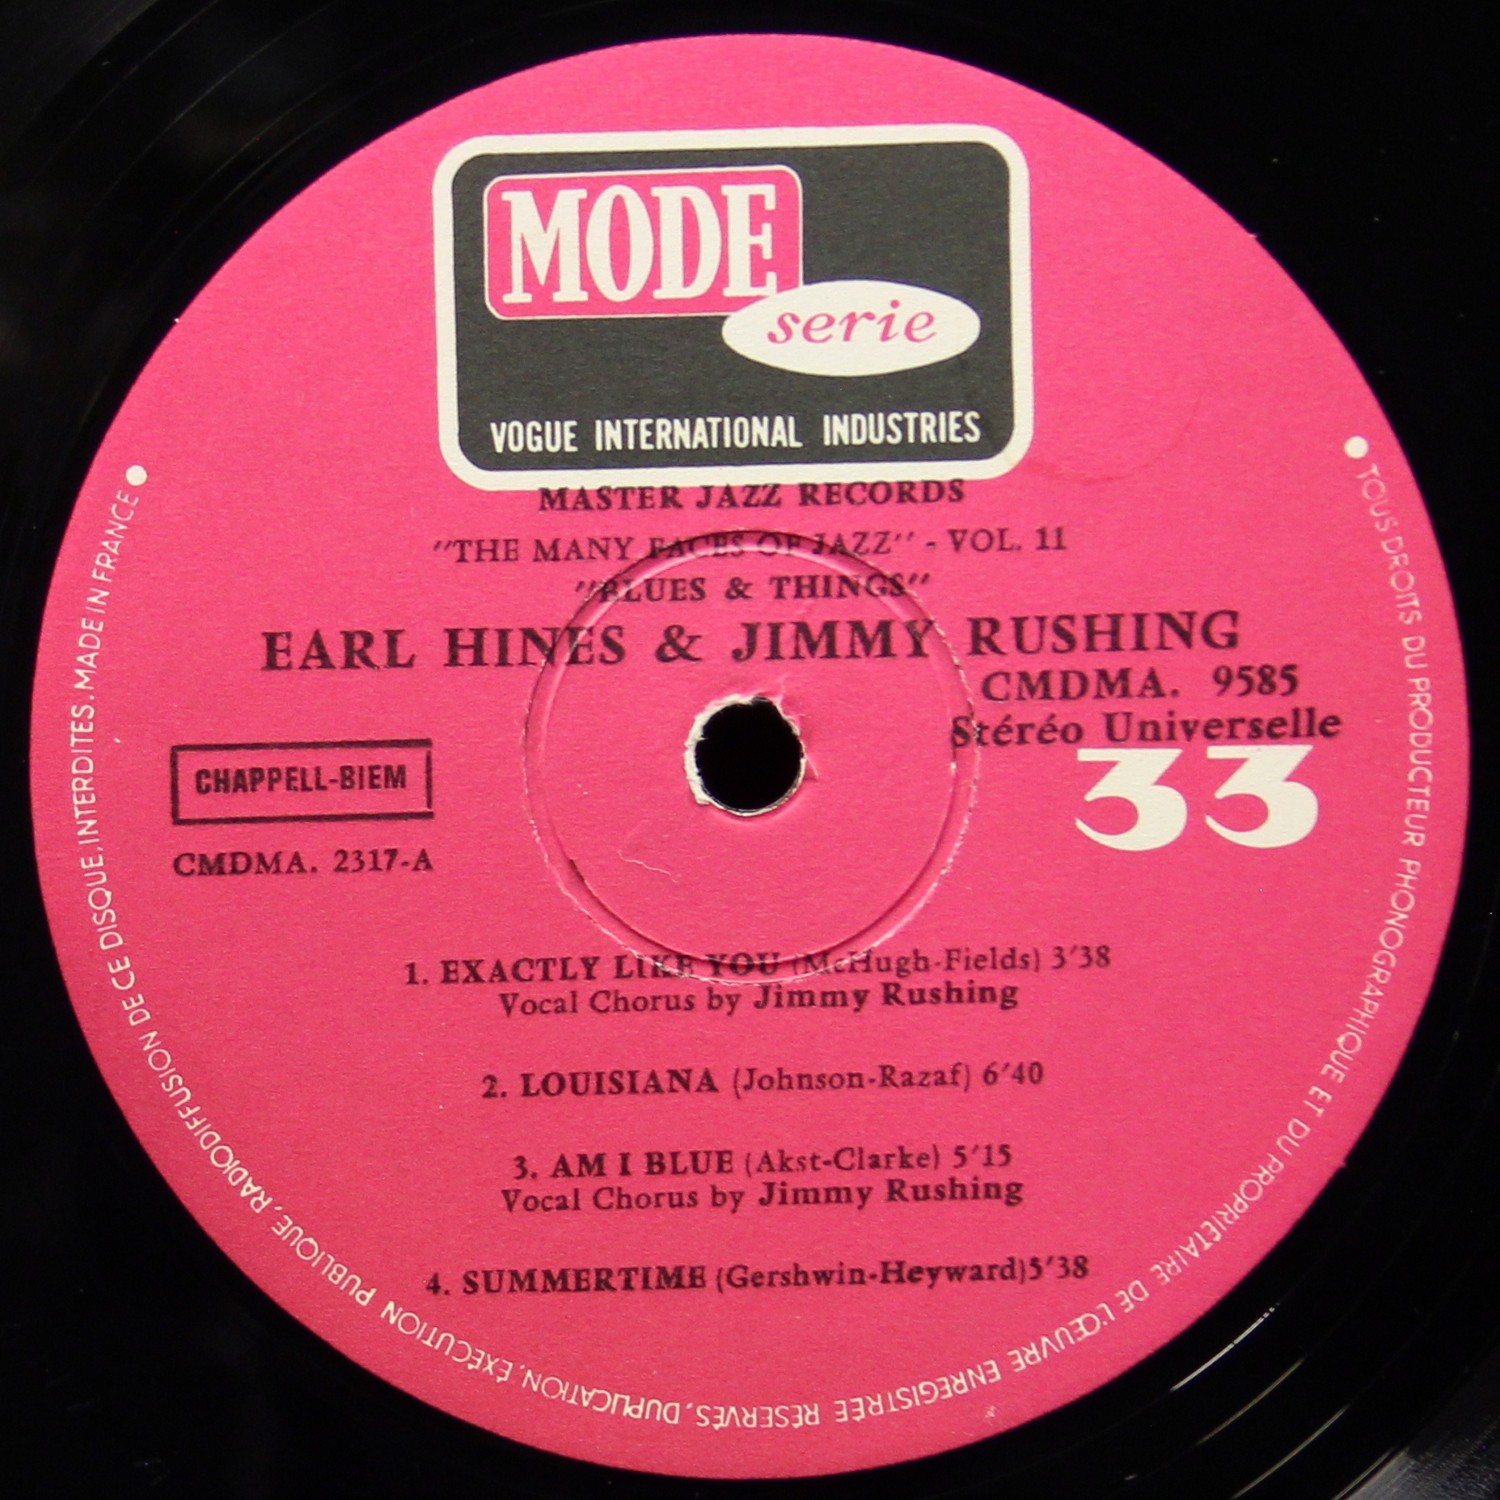 MODE
serie
VOGUE INTERNATIONAL INDUSTRIES
MASTER JAZZ RECORDS
"THE MANY FACES OF JAZZ" - VOL. 11
"BLUES & THINGS"
EARL HINES & JIMMY RUSHING
CMDMA. 9585
Stéréo Universelle
33
CHAPPELL-BIEM
CMDMA. 2317-A
1. EXACTLY LIKE YOU (McHugh-Fields) 3'38
Vocal Chorus by Jimmy Rushing
2. LOUISIANA (Johnson-Razaf) 6'40
3. AM I BLUE (Akst-Clarke) 5'15
Vocal Chorus by Jimmy Rushing
4. SUMMERTIME (Gershwin-Heyward)5'38
• TOUS DROITS DU PRODUCTEUR PHONOGRAPHIQUE ET DU PROPRIÉTAIRE DE L'ŒUVRE ENREGISTRÉE RÉSERVÉS. DUPLICATION, EXÉCUTION PUBLIQUE, RADIODIFFUSION DE CE DISQUE, INTERDITES. MADE IN FRANCE •